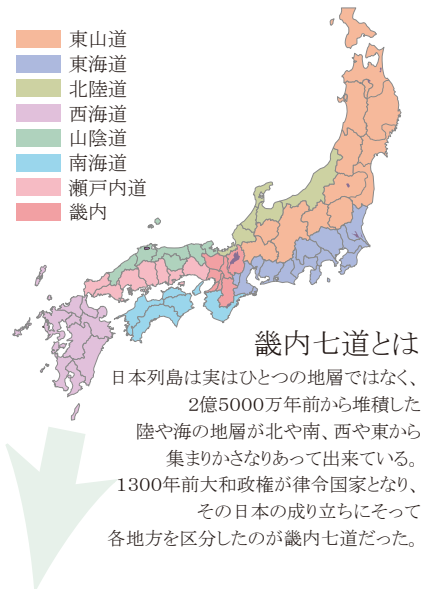 東山道
東海道
北陸道
西海道
山陰道
南海道
瀬戸内道
畿内
畿内七道とは
日本列島は実はひとつの地層ではなく、
2億5000万年前から堆積した
陸や海の地層が北や南、西や東から
集まりかさなりあって出来ている。
1300年前大和政権が律令国家となり、
その日本の成り立ちにそって
各地方を区分したのが畿内七道だった。